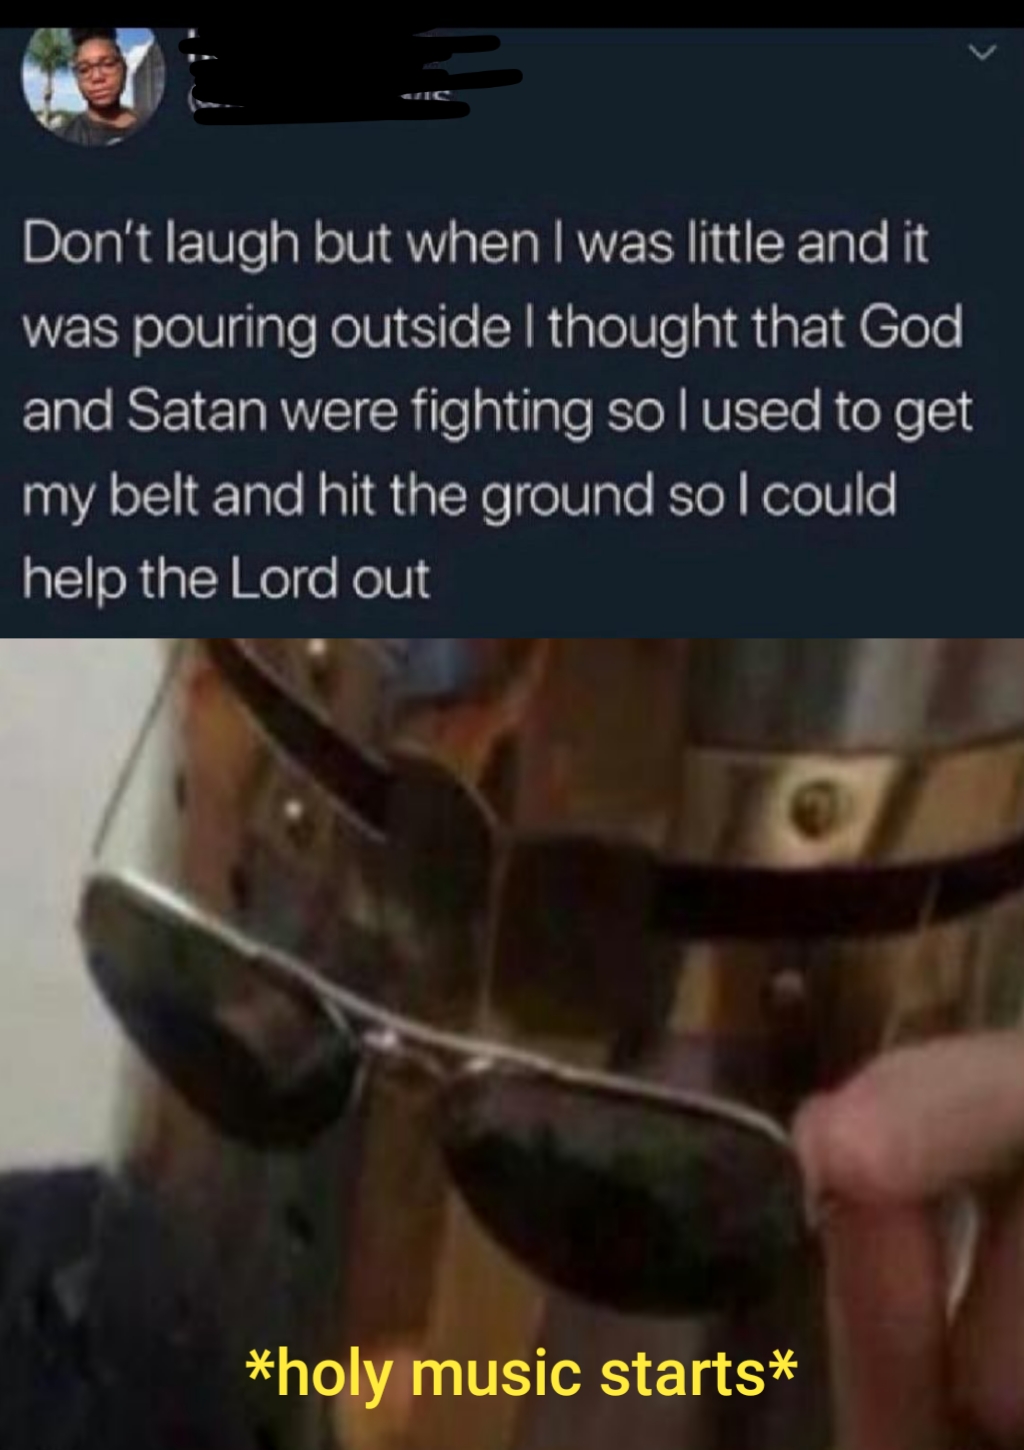 Don't laugh but when I was little and it
was pouring outside I thought that God
and Satan were fighting so I used to get
my belt and hit the ground so I could
help the Lord out
*holy music starts*